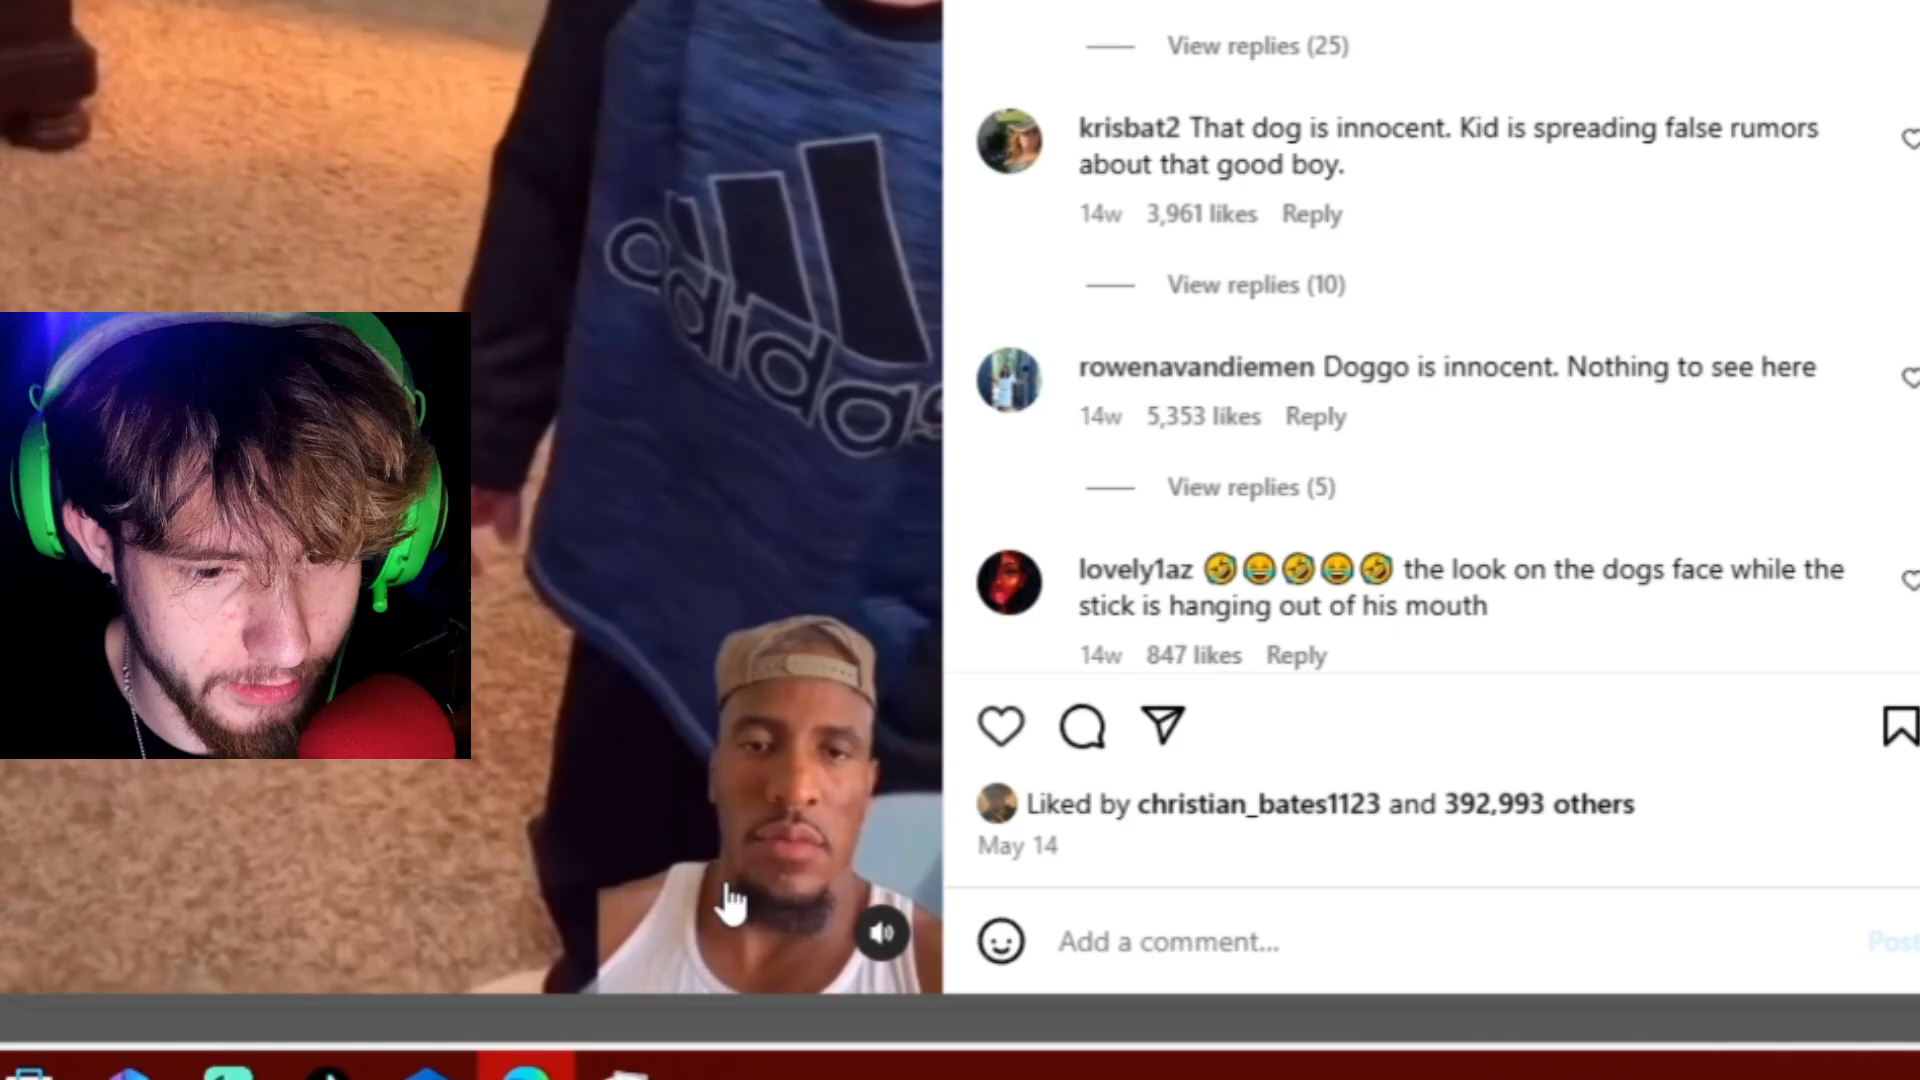 adidas
View replies (25)
krisbat2 That dog is innocent. Kid is spreading false rumors
about that good boy.
14w 3,961 likes Reply
View replies (10)
rowenavandiemen Doggo is innocent. Nothing to see here
14w 5,353 likes Reply
View replies (5)
lovely1az 🤣😂🤣😂🤣 the look on the dogs face while the
stick is hanging out of his mouth
14w 847 likes Reply
Liked by christian_bates1123 and 392,993 others
May 14
Add a comment...
Post